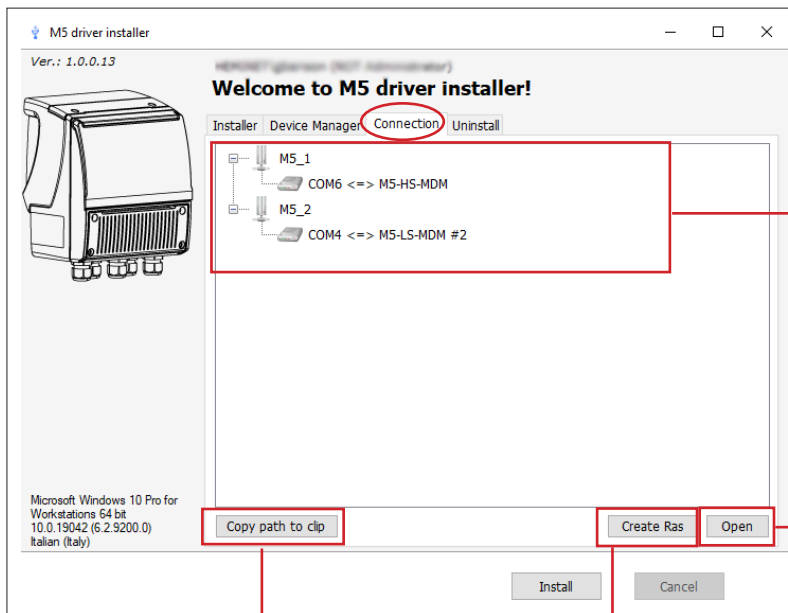 M5 driver installer
Ver.: 1.0.0.13
Welcome to M5 driver installer!
Installer Device Manager Connection Uninstall
M5_1
COM6 <=> M5-HS-MDM
M5_2
COM4 <=> M5-LS-MDM #2
Microsoft Windows 10 Pro for
Workstations 64 bit
10.0.19042 (6.2.9200.0)
Italian (Italy)
Copy path to clip
Create Ras
Open
Install
Cancel